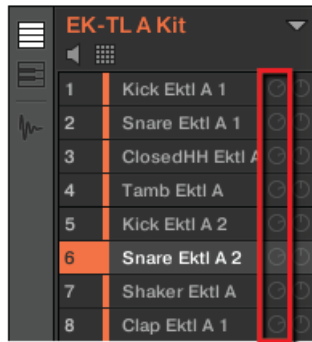 EK-TL A Kit
1 Kick Ektl A 1
2 Snare Ektl A 1
3 ClosedHH Ektl A
4 Tamb Ektl A
5 Kick Ektl A 2
6 Snare Ektl A 2
7 Shaker Ektl A
8 Clap Ektl A 1